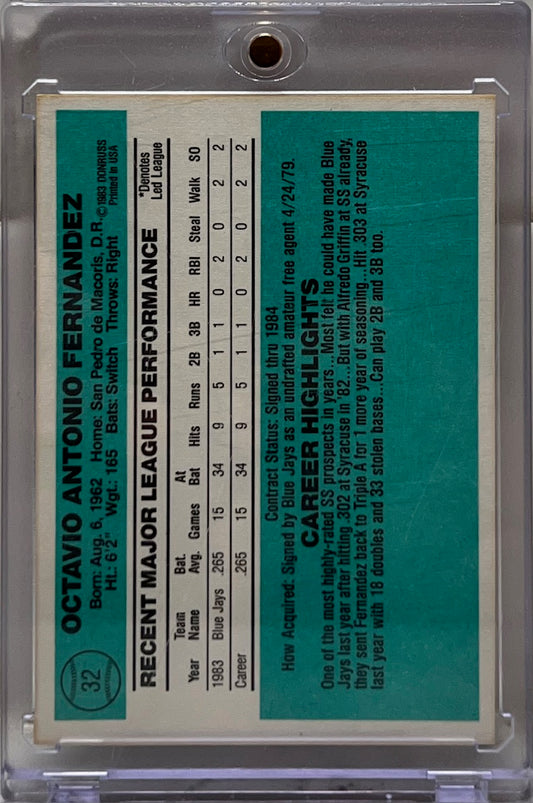 32
OCTAVIO ANTONIO FERNANDEZ
Born: Aug. 6, 1962 Home: San Pedro de Macoris, D.R.
Ht.: 6'2" Wgt.: 165 Bats: Switch Throws: Right
©1983 DONRUSS
Printed in USA
RECENT MAJOR LEAGUE PERFORMANCE
*Denotes
Led League
Year Team Name Bat. Avg. Games At Bat Hits Runs 2B 3B HR RBI Steal Walk SO
1983 Blue Jays .265 15 34 9 5 1 1 0 2 0 2 2
Career .265 15 34 9 5 1 1 0 2 0 2 2
Contract Status: Signed thru 1984
How Acquired: Signed by Blue Jays as an undrafted amateur free agent 4/24/79.
CAREER HIGHLIGHTS
One of the most highly-rated SS prospects in years...Most felt he could have made Blue
Jays last year after hitting .302 at Syracuse in '82...But with Alfredo Griffin at SS already,
they sent Fernandez back to Triple A for 1 more year of seasoning...Hit .303 at Syracuse
last year with 18 doubles and 33 stolen bases...Can play 2B and 3B too.